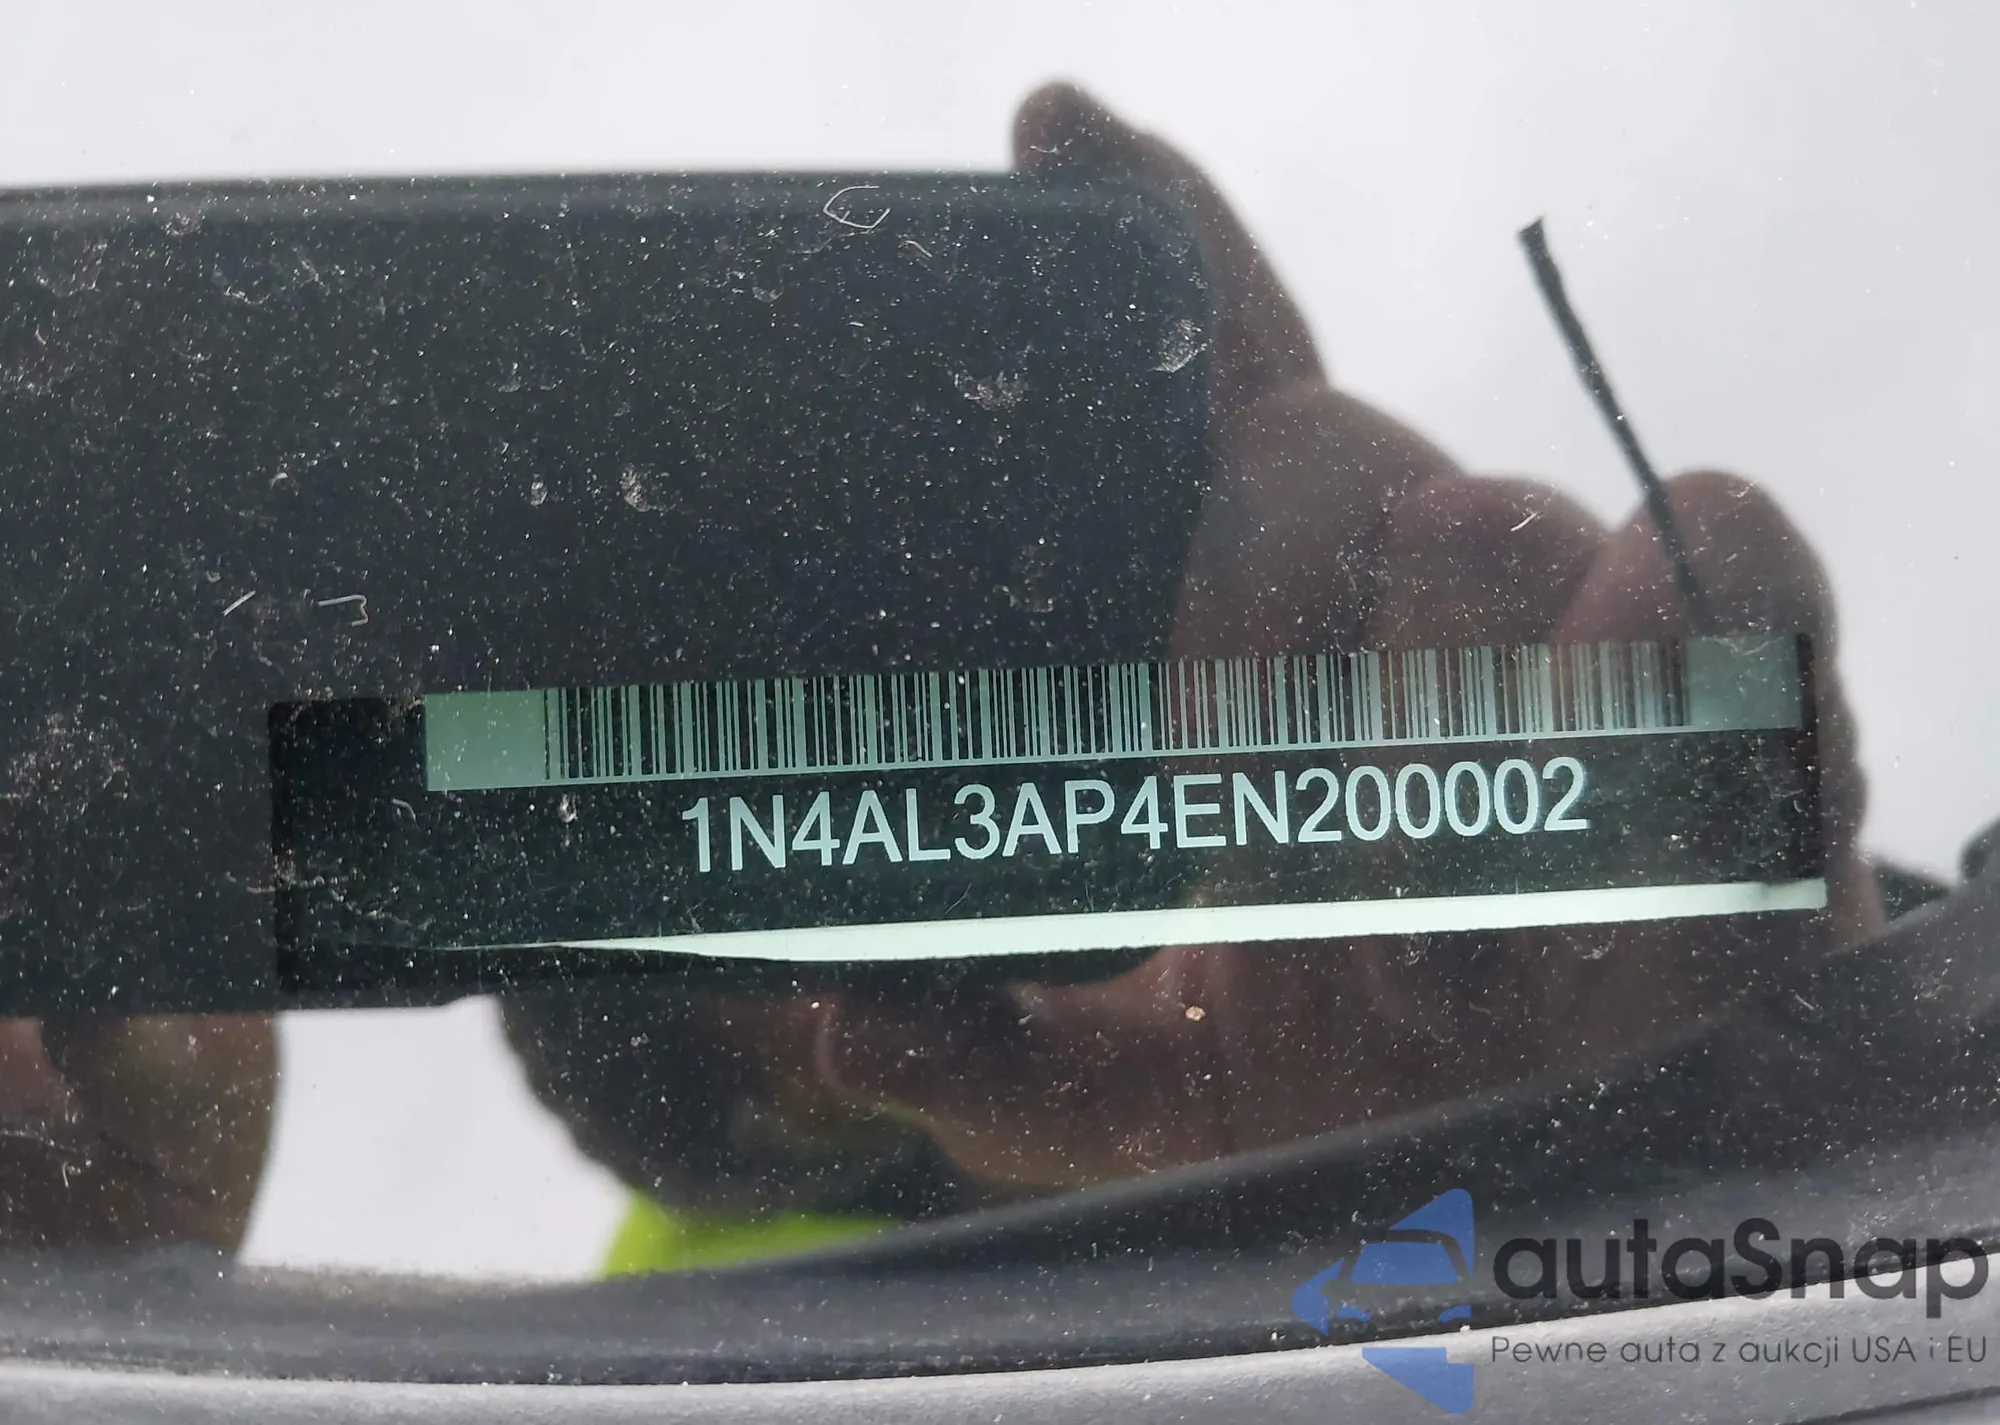 1N4AL3AP4EN200002
autaSnap
Pewne auta z aukcji USA i EU